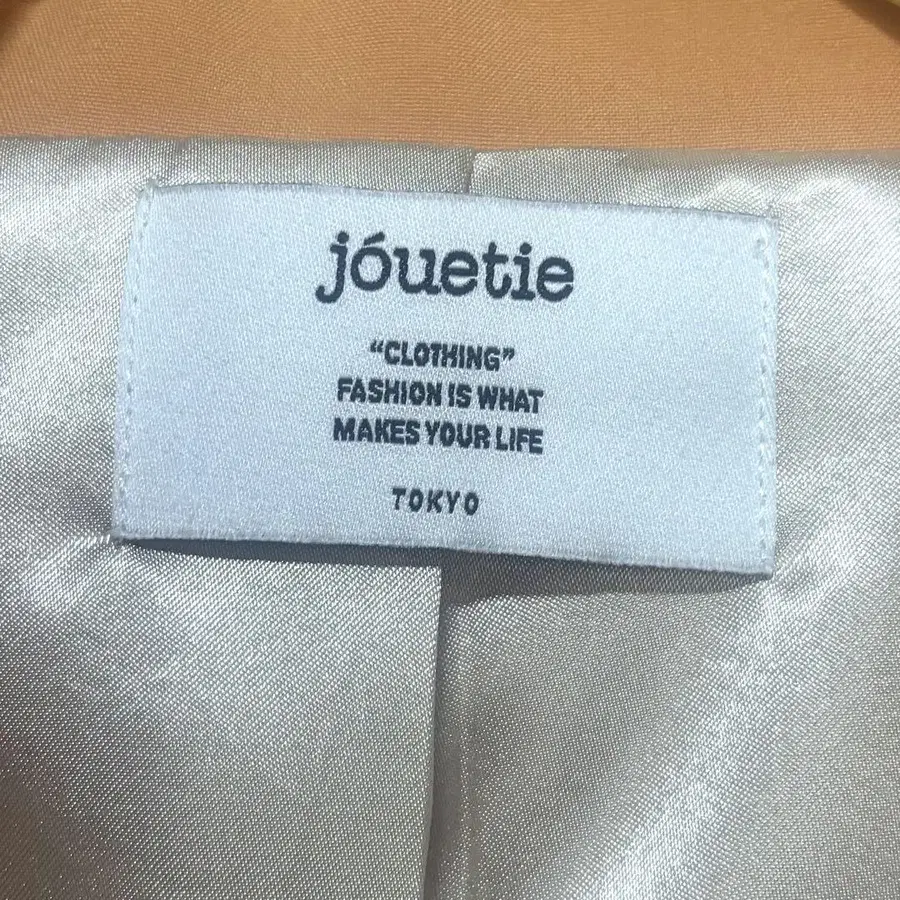 jóuetie
"CLOTHING"
FASHION IS WHAT
MAKES YOUR LIFE
TOKYO